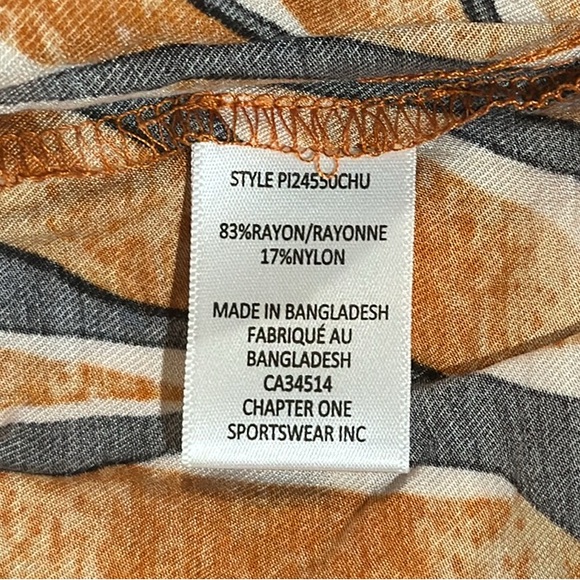 STYLE PI24550CHU
83%RAYON/RAYONNE
17%NYLON
MADE IN BANGLADESH
FABRIQUÉ AU
BANGLADESH
CA34514
CHAPTER ONE
SPORTSWEAR INC